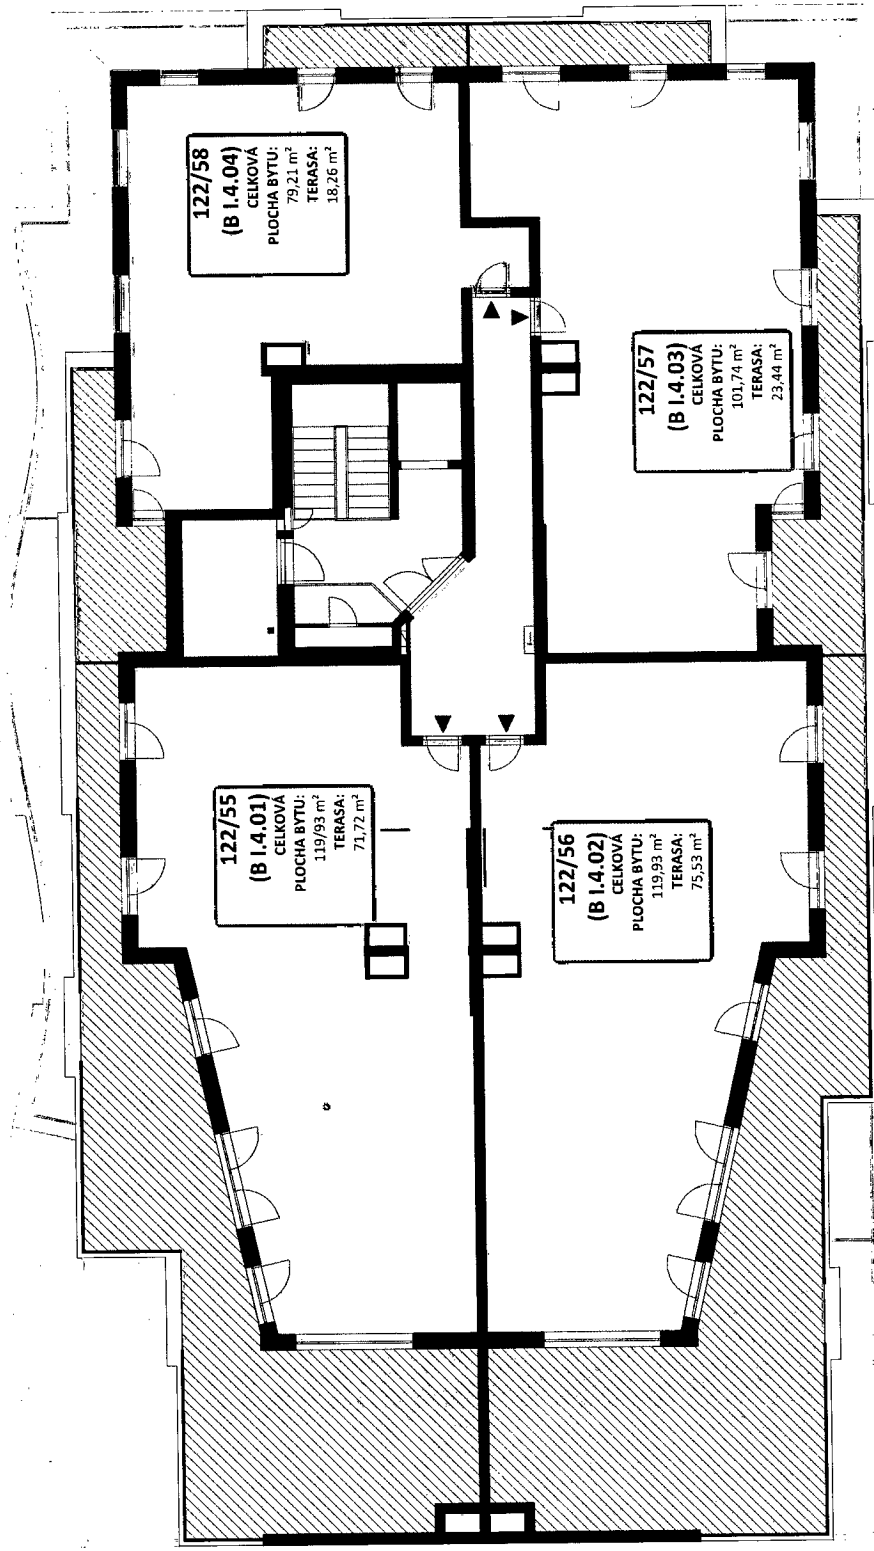 122/58
(B I.4.04)
CELKOVÁ
PLOCHA BYTU:
79,21 m²
TERASA:
18,26 m²
122/57
(B I.4.03)
CELKOVÁ
PLOCHA BYTU:
101,74 m²
TERASA:
23,44 m²
122/55
(B I.4.01)
CELKOVÁ
PLOCHA BYTU:
119/93 m²
TERASA:
71,72 m²
122/56
(B I.4.02)
CELKOVÁ
PLOCHA BYTU:
119,93 m²
TERASA:
75,53 m²